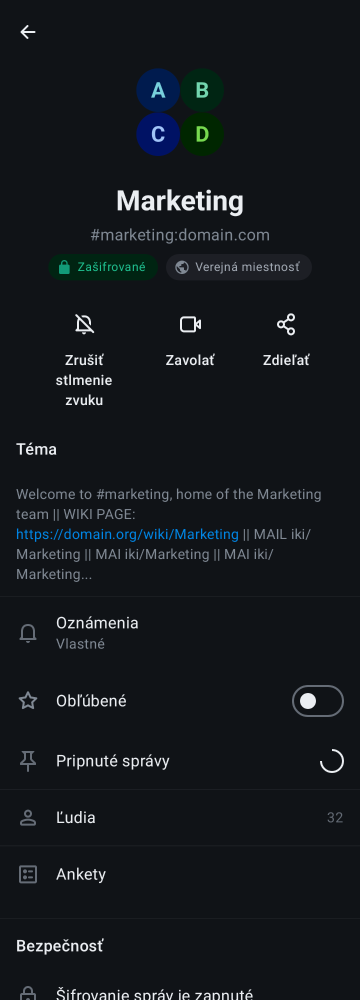 A B
C D
Marketing
#marketing:domain.com
Zašifrované Verejná miestnosť
Zrušiť stlmenie zvuku
Zavolať
Zdieľať
Téma
Welcome to #marketing, home of the Marketing
team || WIKI PAGE:
https://domain.org/wiki/Marketing || MAIL iki/
Marketing || MAI iki/Marketing || MAI iki/
Marketing...
Oznámenia
Vlastné
Obľúbené
Pripnuté správy
Ľudia 32
Ankety
Bezpečnosť
Šifrovanie správ je zapnuté